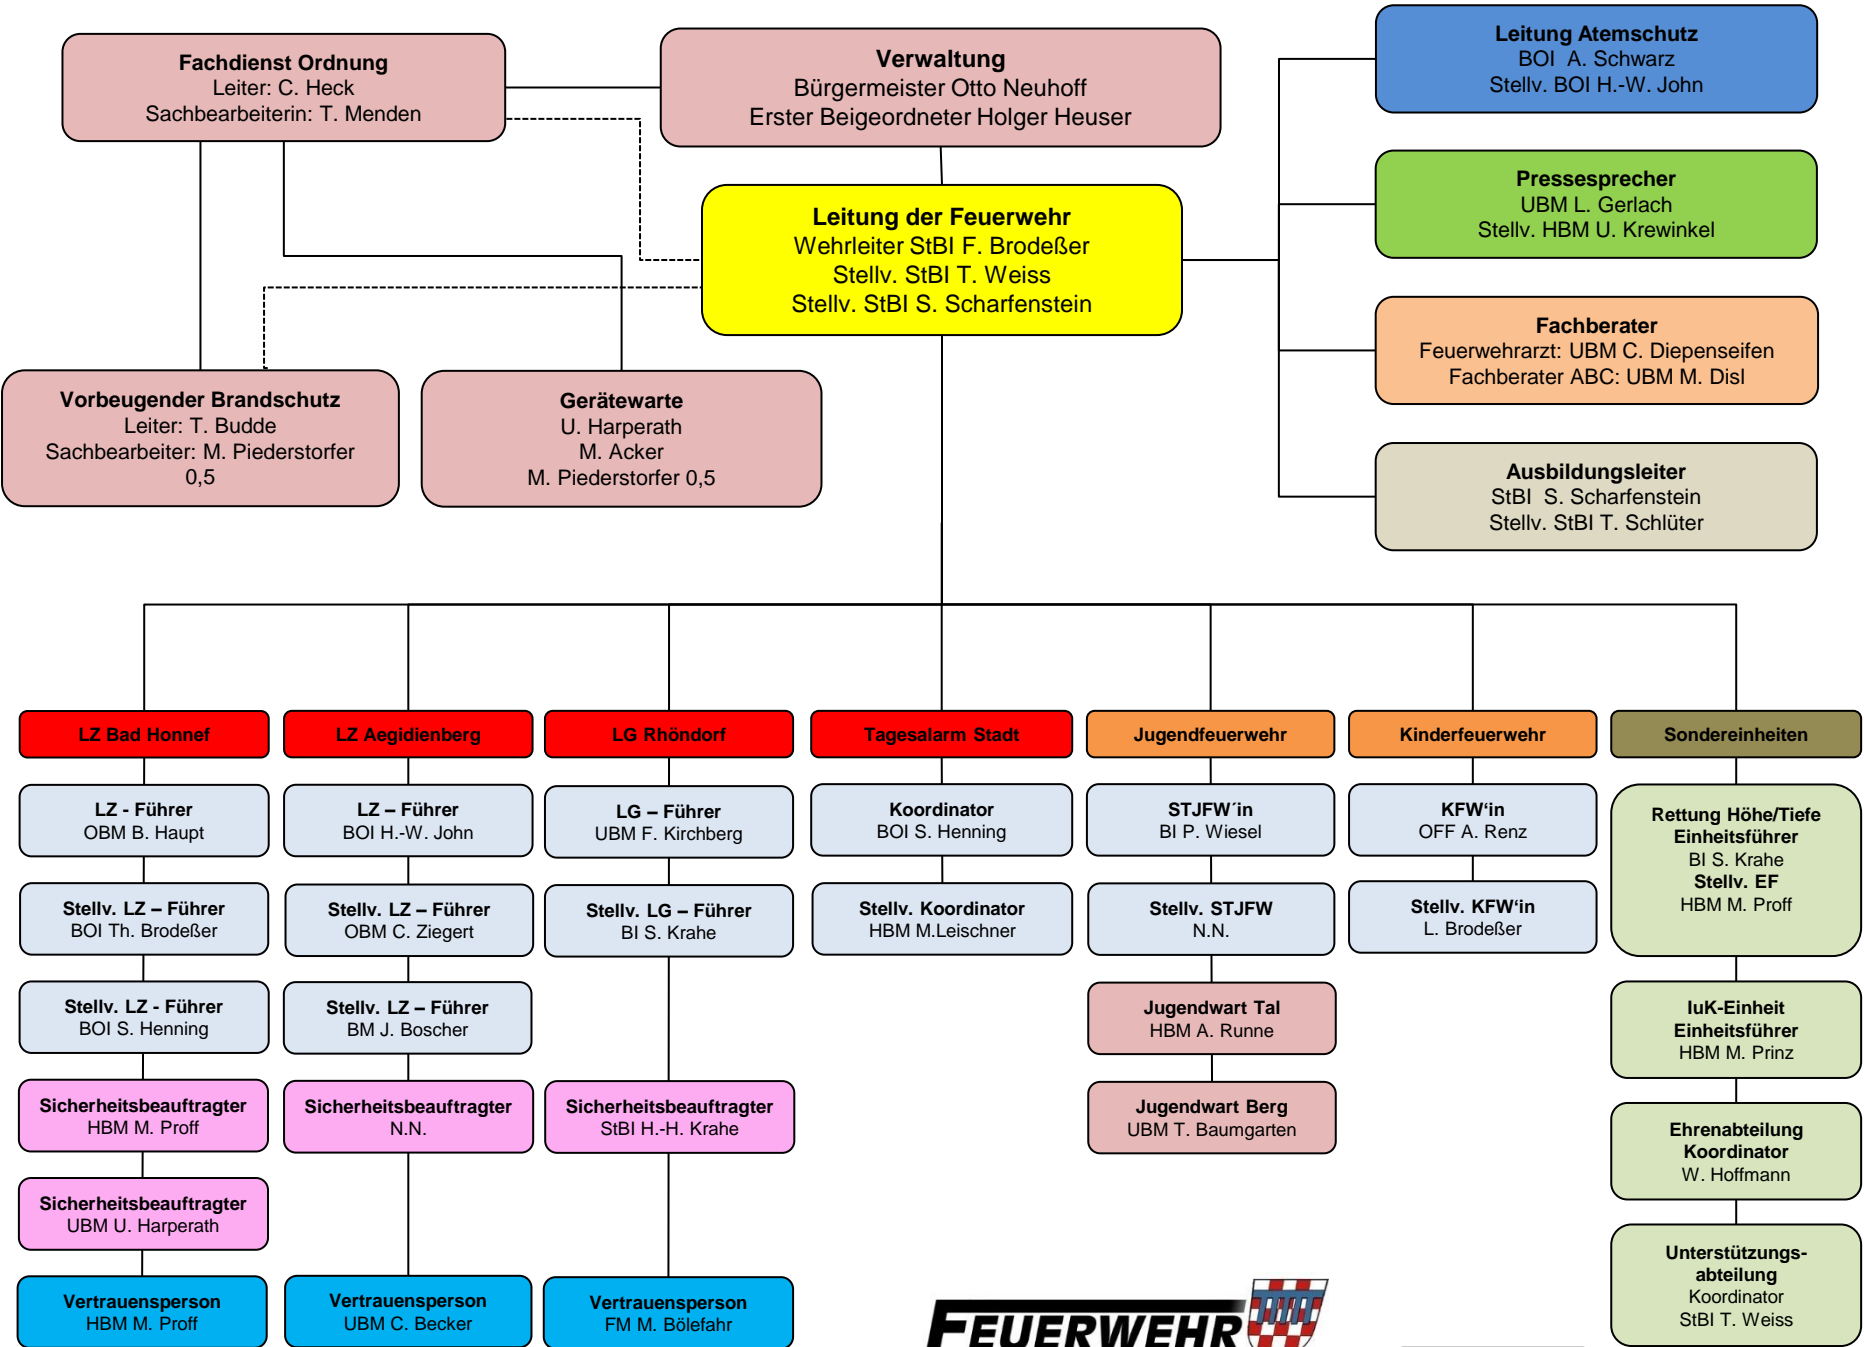 Fachdienst Ordnung
Leiter: C. Heck
Sachbearbeiterin: T. Menden
Verwaltung
Bürgermeister Otto Neuhoff
Erster Beigeordneter Holger Heuser
Leitung Atemschutz
BOI A. Schwarz
Stellv. BOI H.-W. John
Pressesprecher
UBM L. Gerlach
Stellv. HBM U. Krewinkel
Leitung der Feuerwehr
Wehrleiter StBI F. Brodeßer
Stellv. StBI T. Weiss
Stellv. StBI S. Scharfenstein
Fachberater
Feuerwehrarzt: UBM C. Diepenseifen
Fachberater ABC: UBM M. Disl
Vorbeugender Brandschutz
Leiter: T. Budde
Sachbearbeiter: M. Piederstorfer
0,5
Gerätewarte
U. Harperath
M. Acker
M. Piederstorfer 0,5
Ausbildungsleiter
StBI S. Scharfenstein
Stellv. StBI T. Schlüter
LZ Bad Honnef
LZ - Führer
OBM B. Haupt
Stellv. LZ – Führer
BOI Th. Brodeßer
Stellv. LZ - Führer
BOI S. Henning
Sicherheitsbeauftragter
HBM M. Proff
Sicherheitsbeauftragter
UBM U. Harperath
Vertrauensperson
HBM M. Proff
LZ Aegidienberg
LZ – Führer
BOI H.-W. John
Stellv. LZ – Führer
OBM C. Ziegert
Stellv. LZ – Führer
BM J. Boscher
Sicherheitsbeauftragter
N.N.
Vertrauensperson
UBM C. Becker
LG Rhöndorf
LG – Führer
UBM F. Kirchberg
Stellv. LG – Führer
BI S. Krahe
Sicherheitsbeauftragter
StBI H.-H. Krahe
Vertrauensperson
FM M. Bölefahr
Tagesalarm Stadt
Koordinator
BOI S. Henning
Stellv. Koordinator
HBM M.Leischner
Jugendfeuerwehr
STJFW´in
BI P. Wiesel
Stellv. STJFW
N.N.
Jugendwart Tal
HBM A. Runne
Jugendwart Berg
UBM T. Baumgarten
Kinderfeuerwehr
KFW‘in
OFF A. Renz
Stellv. KFW‘in
L. Brodeßer
Sondereinheiten
Rettung Höhe/Tiefe
Einheitsführer
BI S. Krahe
Stellv. EF
HBM M. Proff
IuK-Einheit
Einheitsführer
HBM M. Prinz
Ehrenabteilung
Koordinator
W. Hoffmann
Unterstützungs-
abteilung
Koordinator
StBI T. Weiss
FEUERWEHR